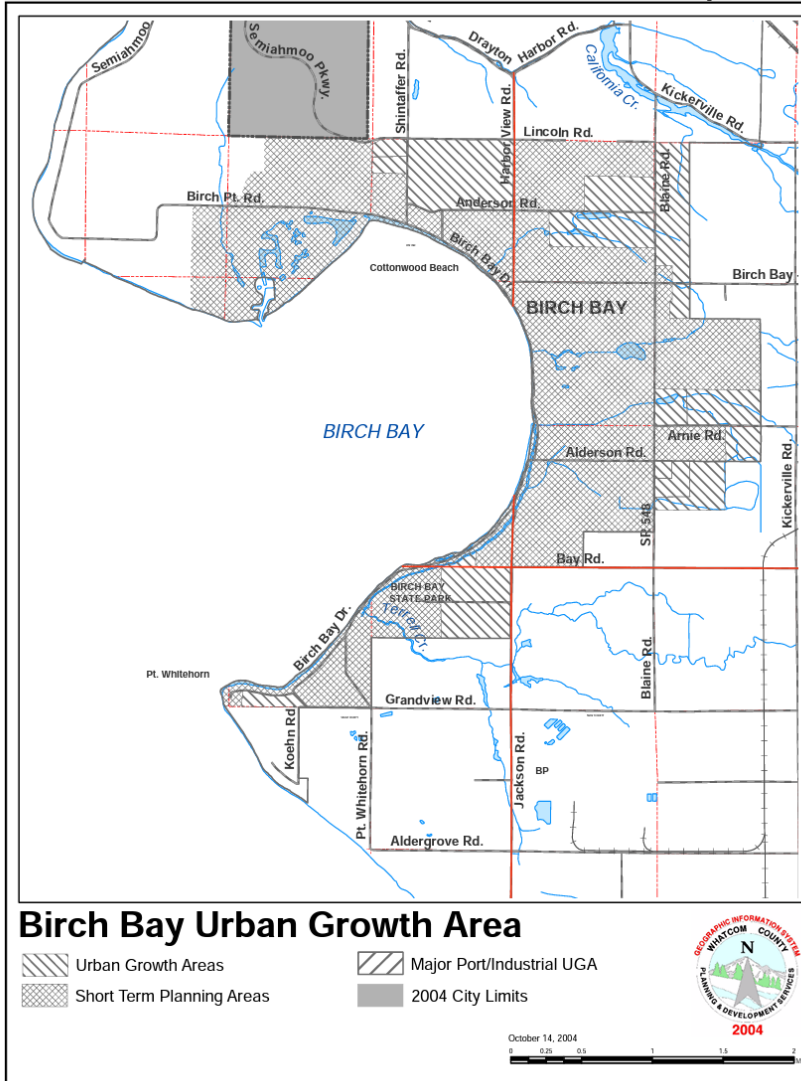 Semiahmoo
Semiahmoo
Pkwy.
Shintaffer Rd.
Drayton
Harbor Rd.
California Cr.
Kickerville Rd.
Harbor View Rd.
Lincoln Rd.
Blaine Rd.
Birch Pt. Rd.
Anderson Rd.
Birch Bay Dr.
Cottonwood Beach
Birch Bay
BIRCH BAY
BIRCH BAY
Arnie Rd.
Alderson Rd.
Kickerville Rd.
SR 548
Bay Rd.
BIRCH BAY
STATE PARK
Terrell Cr.
Birch Bay Dr.
Pt. Whitehorn
Blaine Rd.
Grandview Rd.
Koehn Rd
Pt. Whitehorn Rd.
Jackson Rd.
BP
Aldergrove Rd.
Birch Bay Urban Growth Area
Urban Growth Areas
Major Port/Industrial UGA
Short Term Planning Areas
2004 City Limits
GEOGRAPHIC INFORMATION SYSTEM
WHATCOM COUNTY
N
PLANNING & DEVELOPMENT SERVICES
2004
October 14, 2004
0 0.25 0.5 1 1.5 2